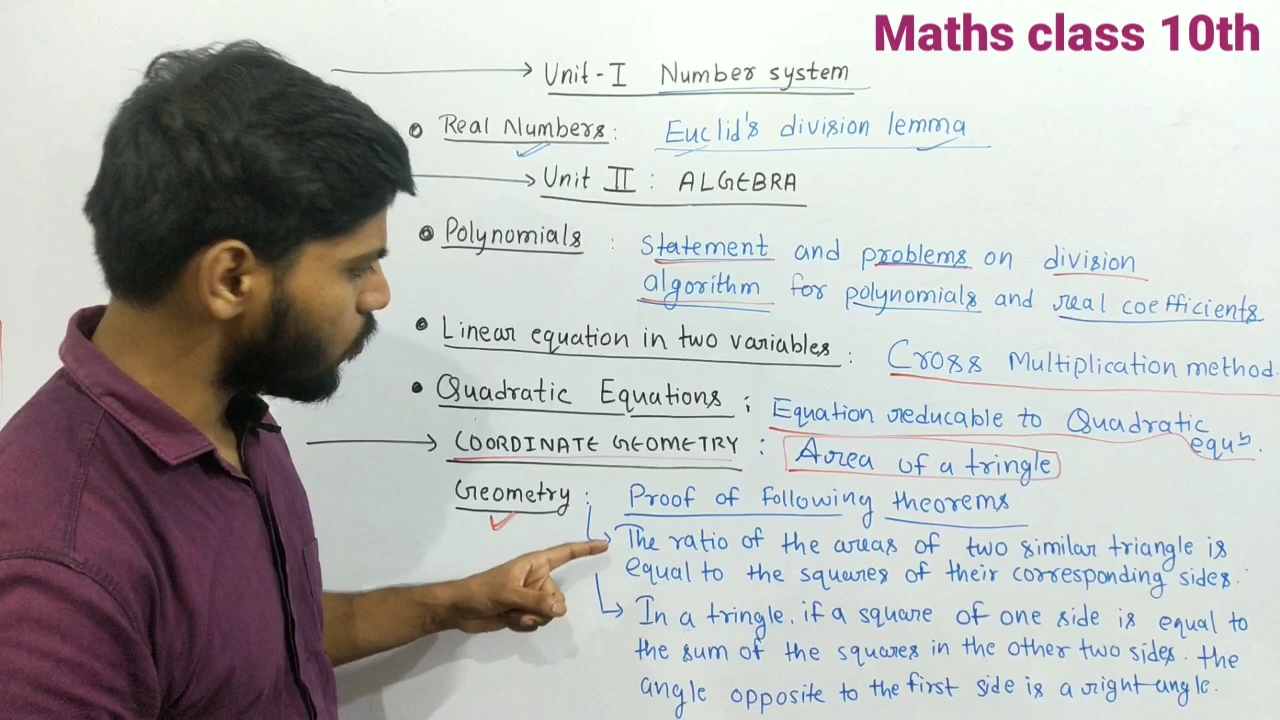 Maths class 10th
Unit-I Number system
• Real Numbers: Euclid's division lemma
Unit II : ALGEBRA
• Polynomials : Statement and problems on division
algorithm for polynomials and real coefficients
• Linear equation in two variables : Cross Multiplication method.
• Quadratic Equations : Equation reducable to Quadratic
equⁿ.
COORDINATE GEOMETRY : Area of a tringle
Geometry : Proof of following theorems
The ratio of the areas of two similar triangle is
equal to the squares of their corresponding sides.
In a tringle, if a square of one side is equal to
the sum of the squares in the other two sides. the
angle opposite to the first side is a right angle.